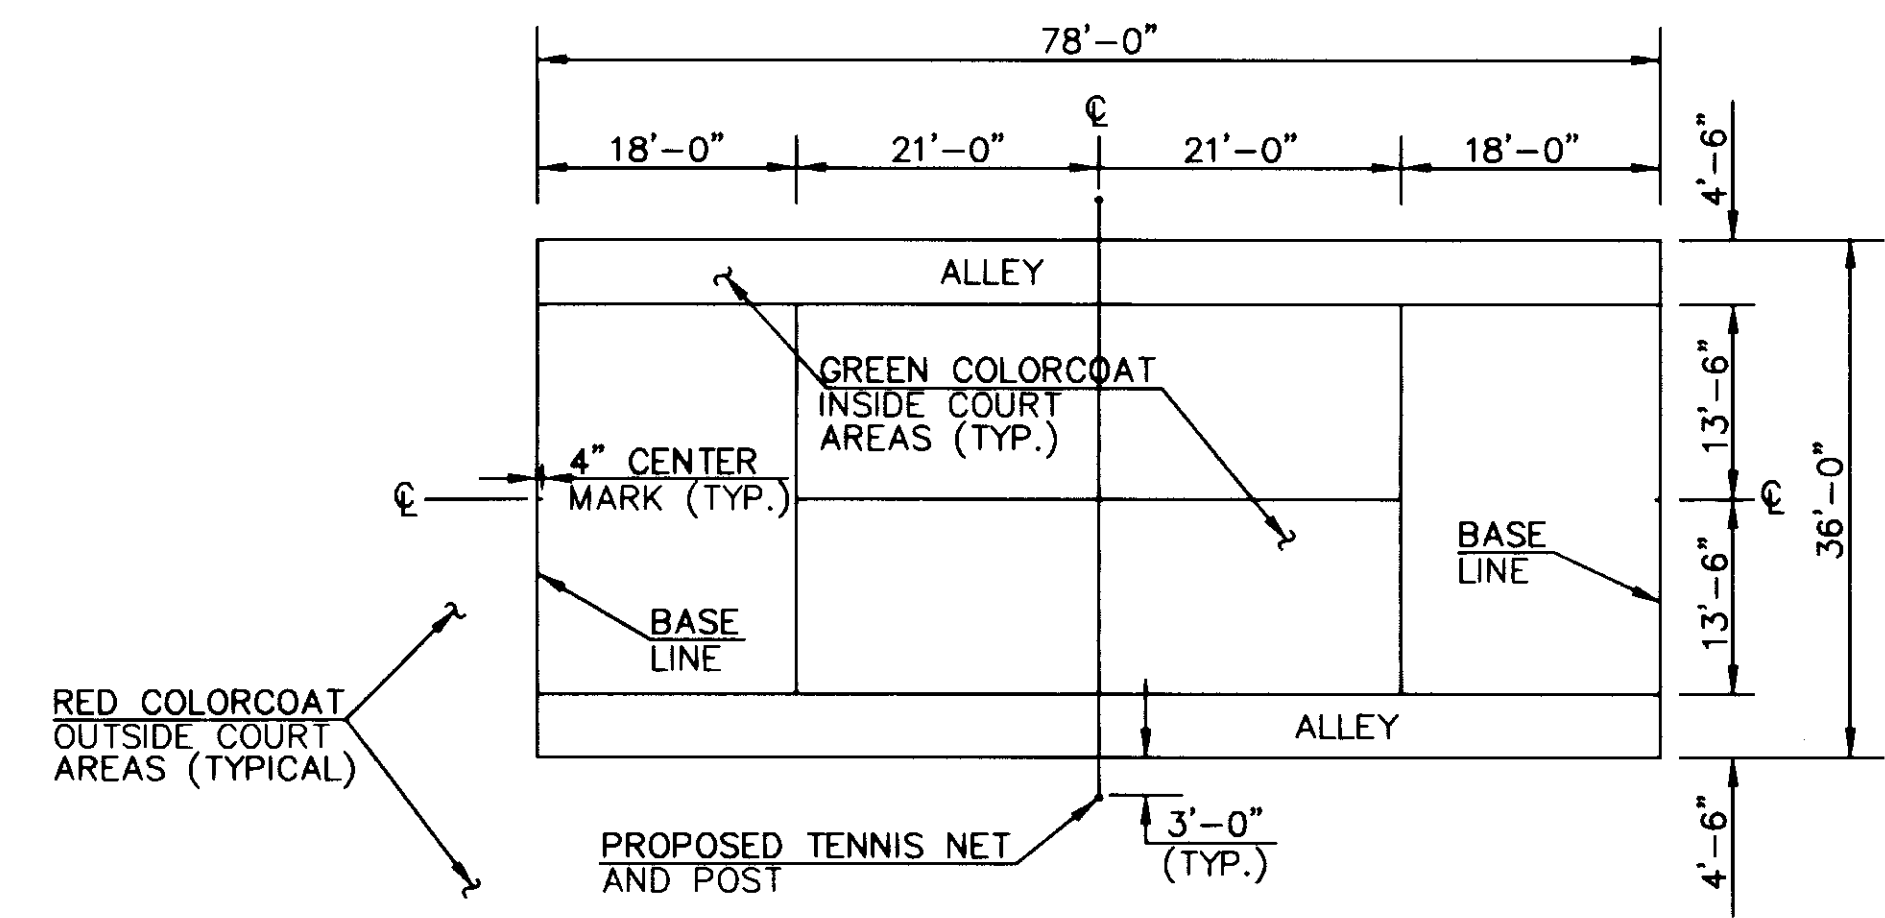 78'-0"
℄
18'-0"
21'-0"
21'-0"
18'-0"
4'-6"
ALLEY
GREEN COLORCOAT
INSIDE COURT
AREAS (TYP.)
13'-6"
4" CENTER
MARK (TYP.)
℄
℄
36'-0"
BASE
LINE
13'-6"
BASE
LINE
RED COLORCOAT
OUTSIDE COURT
AREAS (TYPICAL)
ALLEY
3'-0"
(TYP.)
4'-6"
PROPOSED TENNIS NET
AND POST